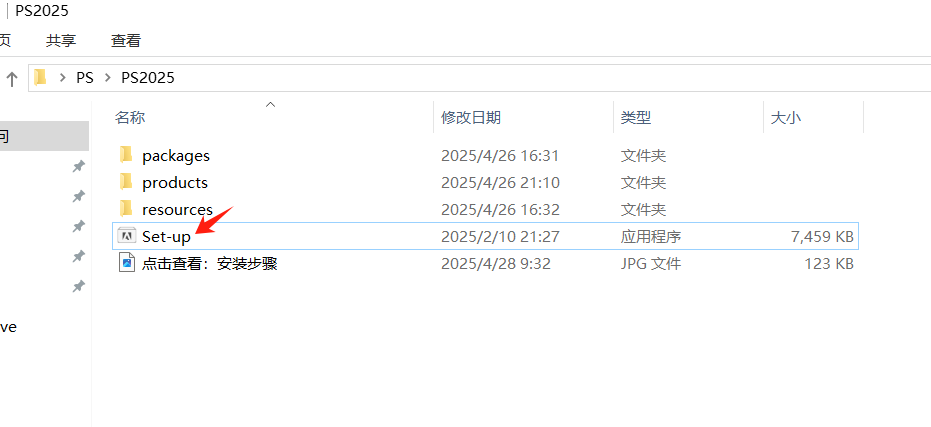 PS2025
页 共享 查看
PS PS2025
名称 修改日期 类型 大小
问
packages 2025/4/26 16:31 文件夹
products 2025/4/26 21:10 文件夹
resources 2025/4/26 16:32 文件夹
Set-up 2025/2/10 21:27 应用程序 7,459 KB
点击查看：安装步骤 2025/4/28 9:32 JPG 文件 123 KB
ve